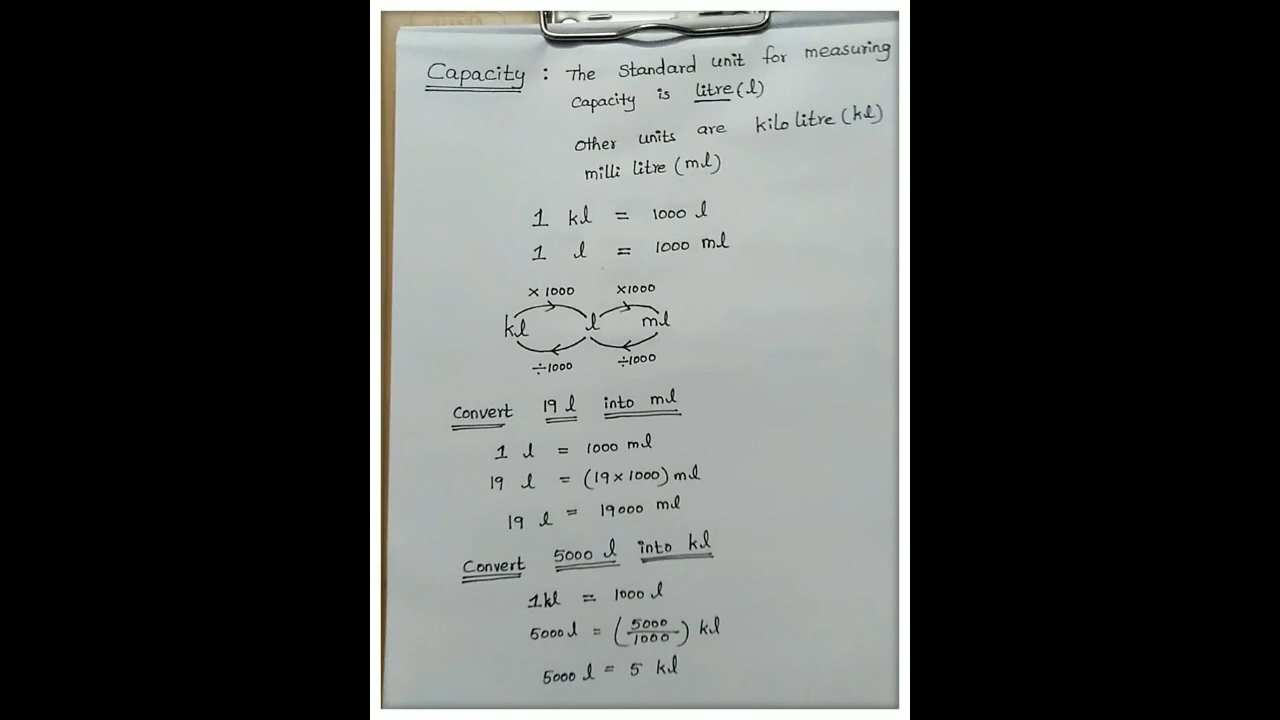 Capacity : The Standard unit for measuring
Capacity is litre (l)
Other units are kilo litre (kl)
milli litre (ml)
1 kl = 1000 l
1 l = 1000 ml
× 1000 ×1000
kl l ml
÷1000 ÷1000
Convert 19 l into ml
1 l = 1000 ml
19 l = (19 × 1000) ml
19 l = 19000 ml
Convert 5000 l into kl
1 kl = 1000 l
5000 l = (5000/1000) kl
5000 l = 5 kl